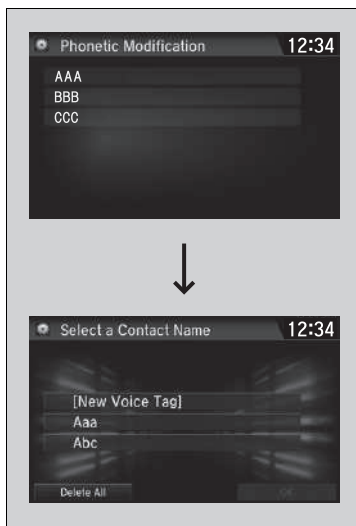 Phonetic Modification 12:34
AAA
BBB
CCC
Select a Contact Name 12:34
[New Voice Tag]
Aaa
Abc
Delete All OK